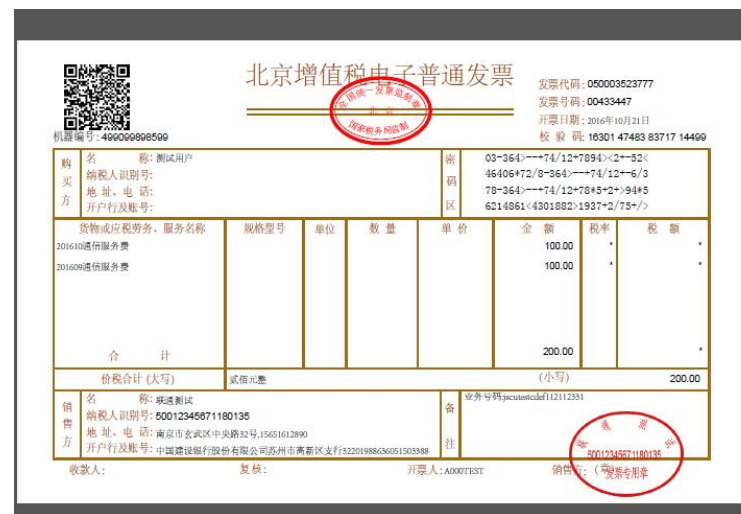 北京增值税电子普通发票
全国统一发票监制章
北京
国家税务局监制
发票代码: 050003523777
发票号码: 00433447
开票日期: 2016年10月21日
校 验 码: 16301 47483 83717 14499
机器编号: 499099898599
购买方
名 称: 测试用户
纳税人识别号:
地 址、电 话:
开户行及账号:
密码区
03-364>--+74/12+7894><2+-52<
46406*72/8-364>--+74/12+--6/3
78-364>--+74/12+78*5+2+>94*5
6214861<4301882>1937+2/75+/>
货物或应税劳务、服务名称 规格型号 单位 数 量 单 价 金 额 税率 税 额
201610通信服务费 100.00 * *
201609通信服务费 100.00 * *
合 计 200.00 *
价税合计 (大写) 贰佰元整 (小写) 200.00
销售方
名 称: 联通测试
纳税人识别号: 50012345671180135
地 址、电 话: 南京市玄武区中央路32号,15651612890
开户行及账号: 中国建设银行股份有限公司苏州市高新区支行32201988636051503388
备注
业务号码:jscutestcdef112112331
收款人: 复核: 开票人: A000TEST 销售方: (章)
联通测试
50012345671180135
发票专用章